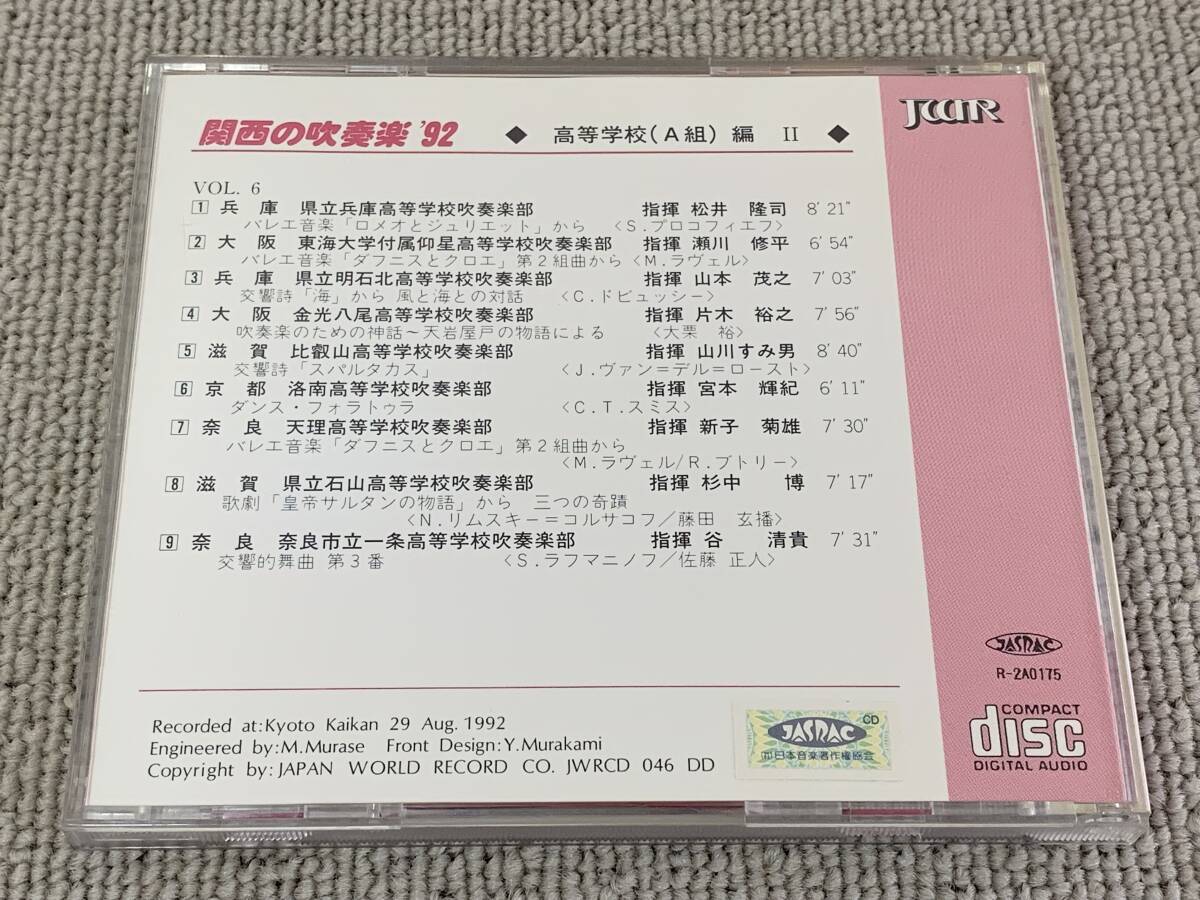 関西の吹奏楽 '92 ◆ 高等学校(A組)編 II ◆
JWR
VOL. 6
1 兵庫 県立兵庫高等学校吹奏楽部 指揮 松井 隆司 8'21"
バレエ音楽「ロメオとジュリエット」から <S.プロコフィエフ>
2 大阪 東海大学付属仰星高等学校吹奏楽部 指揮 瀬川 修平 6'54"
バレエ音楽「ダフニスとクロエ」第2組曲から <M.ラヴェル>
3 兵庫 県立明石北高等学校吹奏楽部 指揮 山本 茂之 7'03"
交響詩「海」から 風と海との対話 <C.ドビュッシー>
4 大阪 金光八尾高等学校吹奏楽部 指揮 片木 裕之 7'56"
吹奏楽のための神話~天岩屋戸の物語による <大栗 裕>
5 滋賀 比叡山高等学校吹奏楽部 指揮 山川すみ男 8'40"
交響詩「スパルタカス」 <J.ヴァン=デル=ロースト>
6 京都 洛南高等学校吹奏楽部 指揮 宮本 輝紀 6'11"
ダンス・フォラトゥラ <C.T.スミス>
7 奈良 天理高等学校吹奏楽部 指揮 新子 菊雄 7'30"
バレエ音楽「ダフニスとクロエ」第2組曲から
<M.ラヴェル/R.ブトリー>
8 滋賀 県立石山高等学校吹奏楽部 指揮 杉中 博 7'17"
歌劇「皇帝サルタンの物語」から 三つの奇蹟
<N.リムスキー=コルサコフ/藤田 玄播>
9 奈良 奈良市立一条高等学校吹奏楽部 指揮 谷 清貴 7'31"
交響的舞曲 第3番 <S.ラフマニノフ/佐藤 正人>
JASRAC
R-2A0175
COMPACT
disc
DIGITAL AUDIO
Recorded at:Kyoto Kaikan 29 Aug. 1992
Engineered by:M.Murase Front Design:Y.Murakami
Copyright by:JAPAN WORLD RECORD CO. JWRCD 046 DD
CD
JASRAC
(社)日本音楽著作権協会